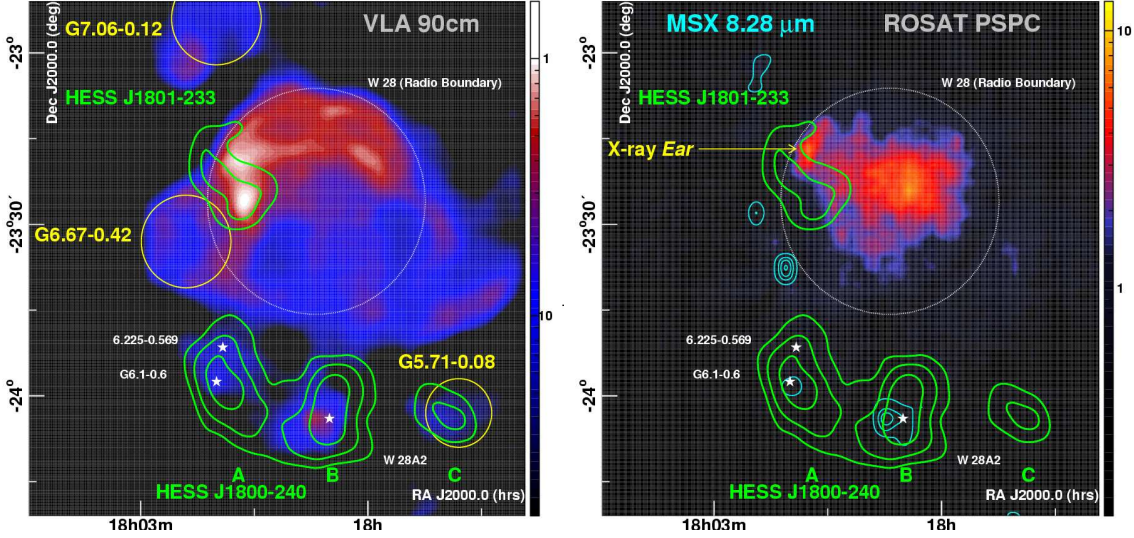 VLA 90cm
G7.06-0.12
W 28 (Radio Boundary)
HESS J1801-233
G6.67-0.42
6.225-0.569
G6.1-0.6
G5.71-0.08
W 28A2
A
B
C
HESS J1800-240
Dec J2000.0 (deg)
RA J2000.0 (hrs)
-23°
-23°30´
-24°
18h03m
18h
1
10
MSX 8.28 µm
ROSAT PSPC
W 28 (Radio Boundary)
HESS J1801-233
X-ray Ear
6.225-0.569
G6.1-0.6
W 28A2
A
B
C
HESS J1800-240
Dec J2000.0 (deg)
RA J2000.0 (hrs)
-23°
-23°30´
-24°
18h03m
18h
10
1